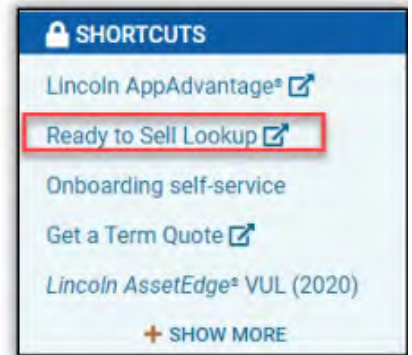 SHORTCUTS
Lincoln AppAdvantage®
Ready to Sell Lookup
Onboarding self-service
Get a Term Quote
Lincoln AssetEdge® VUL (2020)
+ SHOW MORE